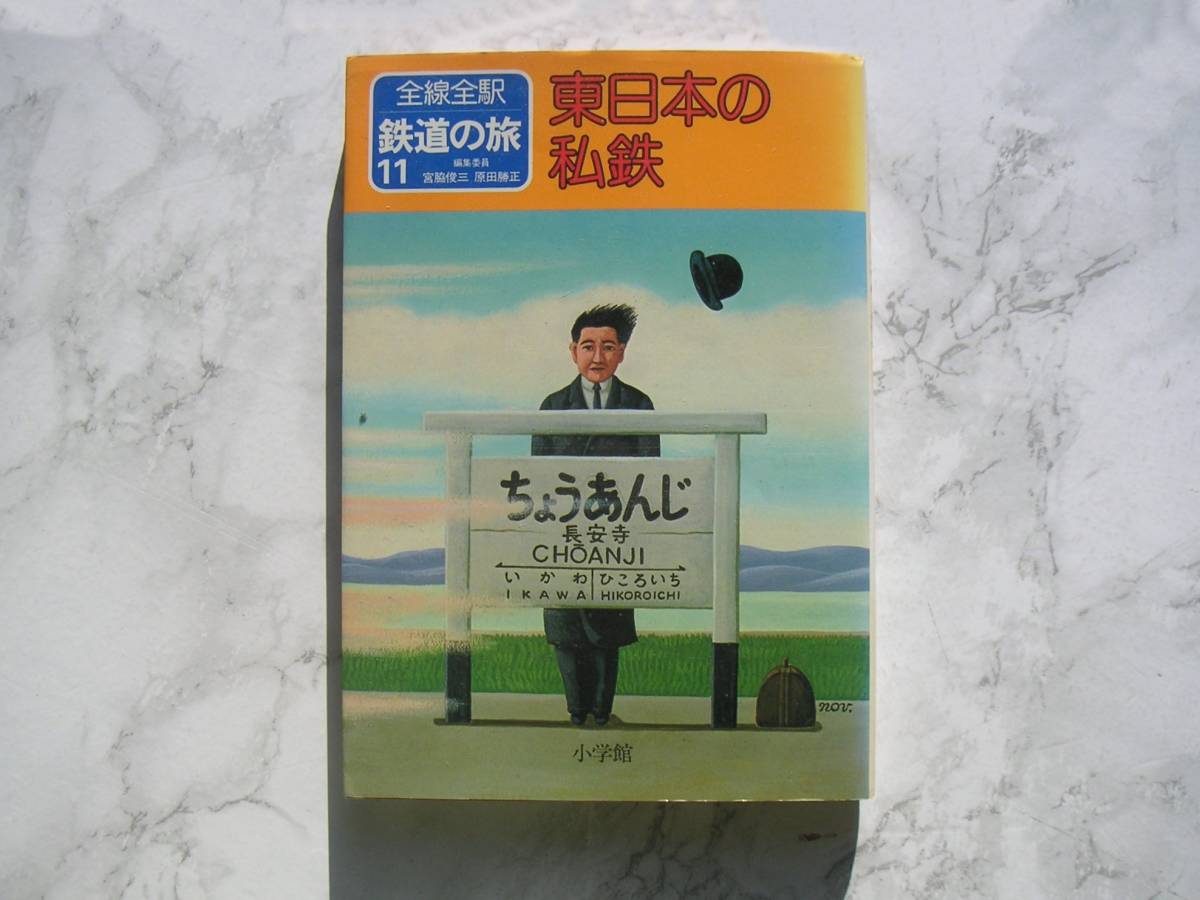 全線全駅
鉄道の旅
11
編集委員
宮脇俊三 原田勝正
東日本の
私鉄
ちょうあんじ
長安寺
CHŌANJI
いかわ ひころいち
IKAWA HIKOROICHI
nov.
小学館